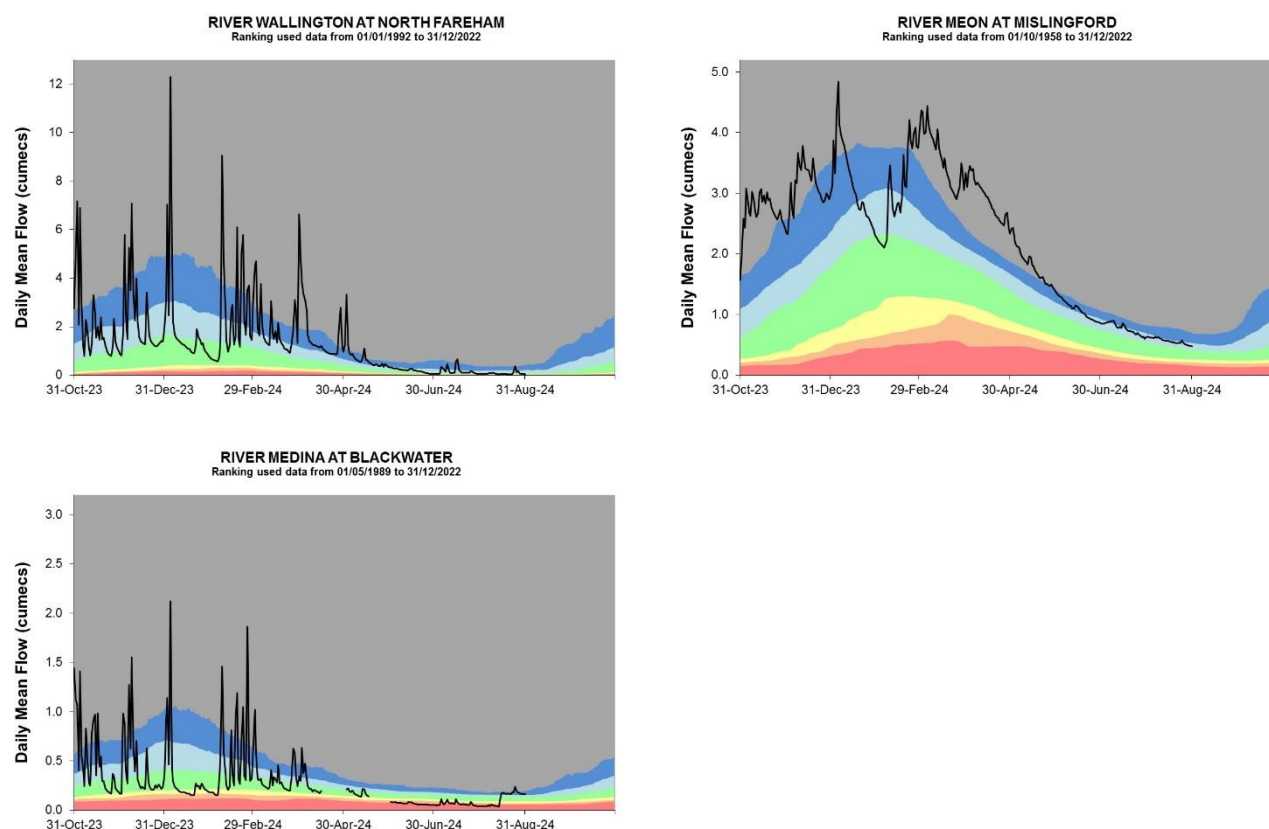 RIVER WALLINGTON AT NORTH FAREHAM
Ranking used data from 01/01/1992 to 31/12/2022
Daily Mean Flow (cumecs)
12
10
8
6
4
2
0
31-Oct-23 31-Dec-23 29-Feb-24 30-Apr-24 30-Jun-24 31-Aug-24
RIVER MEON AT MISLINGFORD
Ranking used data from 01/10/1958 to 31/12/2022
Daily Mean Flow (cumecs)
5.0
4.0
3.0
2.0
1.0
0.0
31-Oct-23 31-Dec-23 29-Feb-24 30-Apr-24 30-Jun-24 31-Aug-24
RIVER MEDINA AT BLACKWATER
Ranking used data from 01/05/1989 to 31/12/2022
Daily Mean Flow (cumecs)
3.0
2.5
2.0
1.5
1.0
0.5
0.0
31-Oct-23 31-Dec-23 29-Feb-24 30-Apr-24 30-Jun-24 31-Aug-24